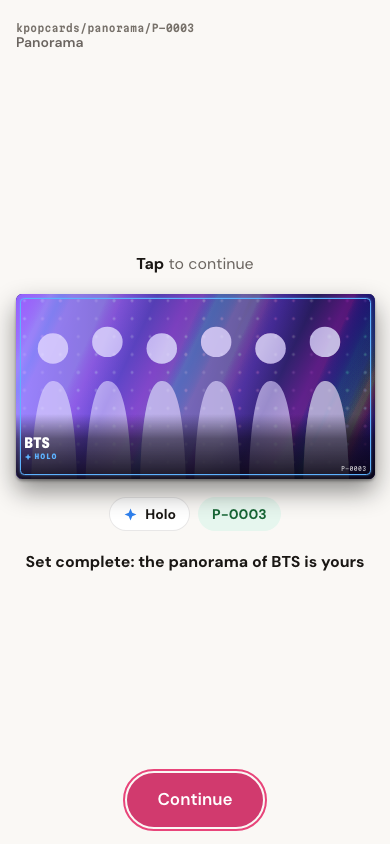 kpopcards/panorama/P-0003
Panorama
Tap to continue
BTS
HOLO
P-0003
Holo
P-0003
Set complete: the panorama of BTS is yours
Continue